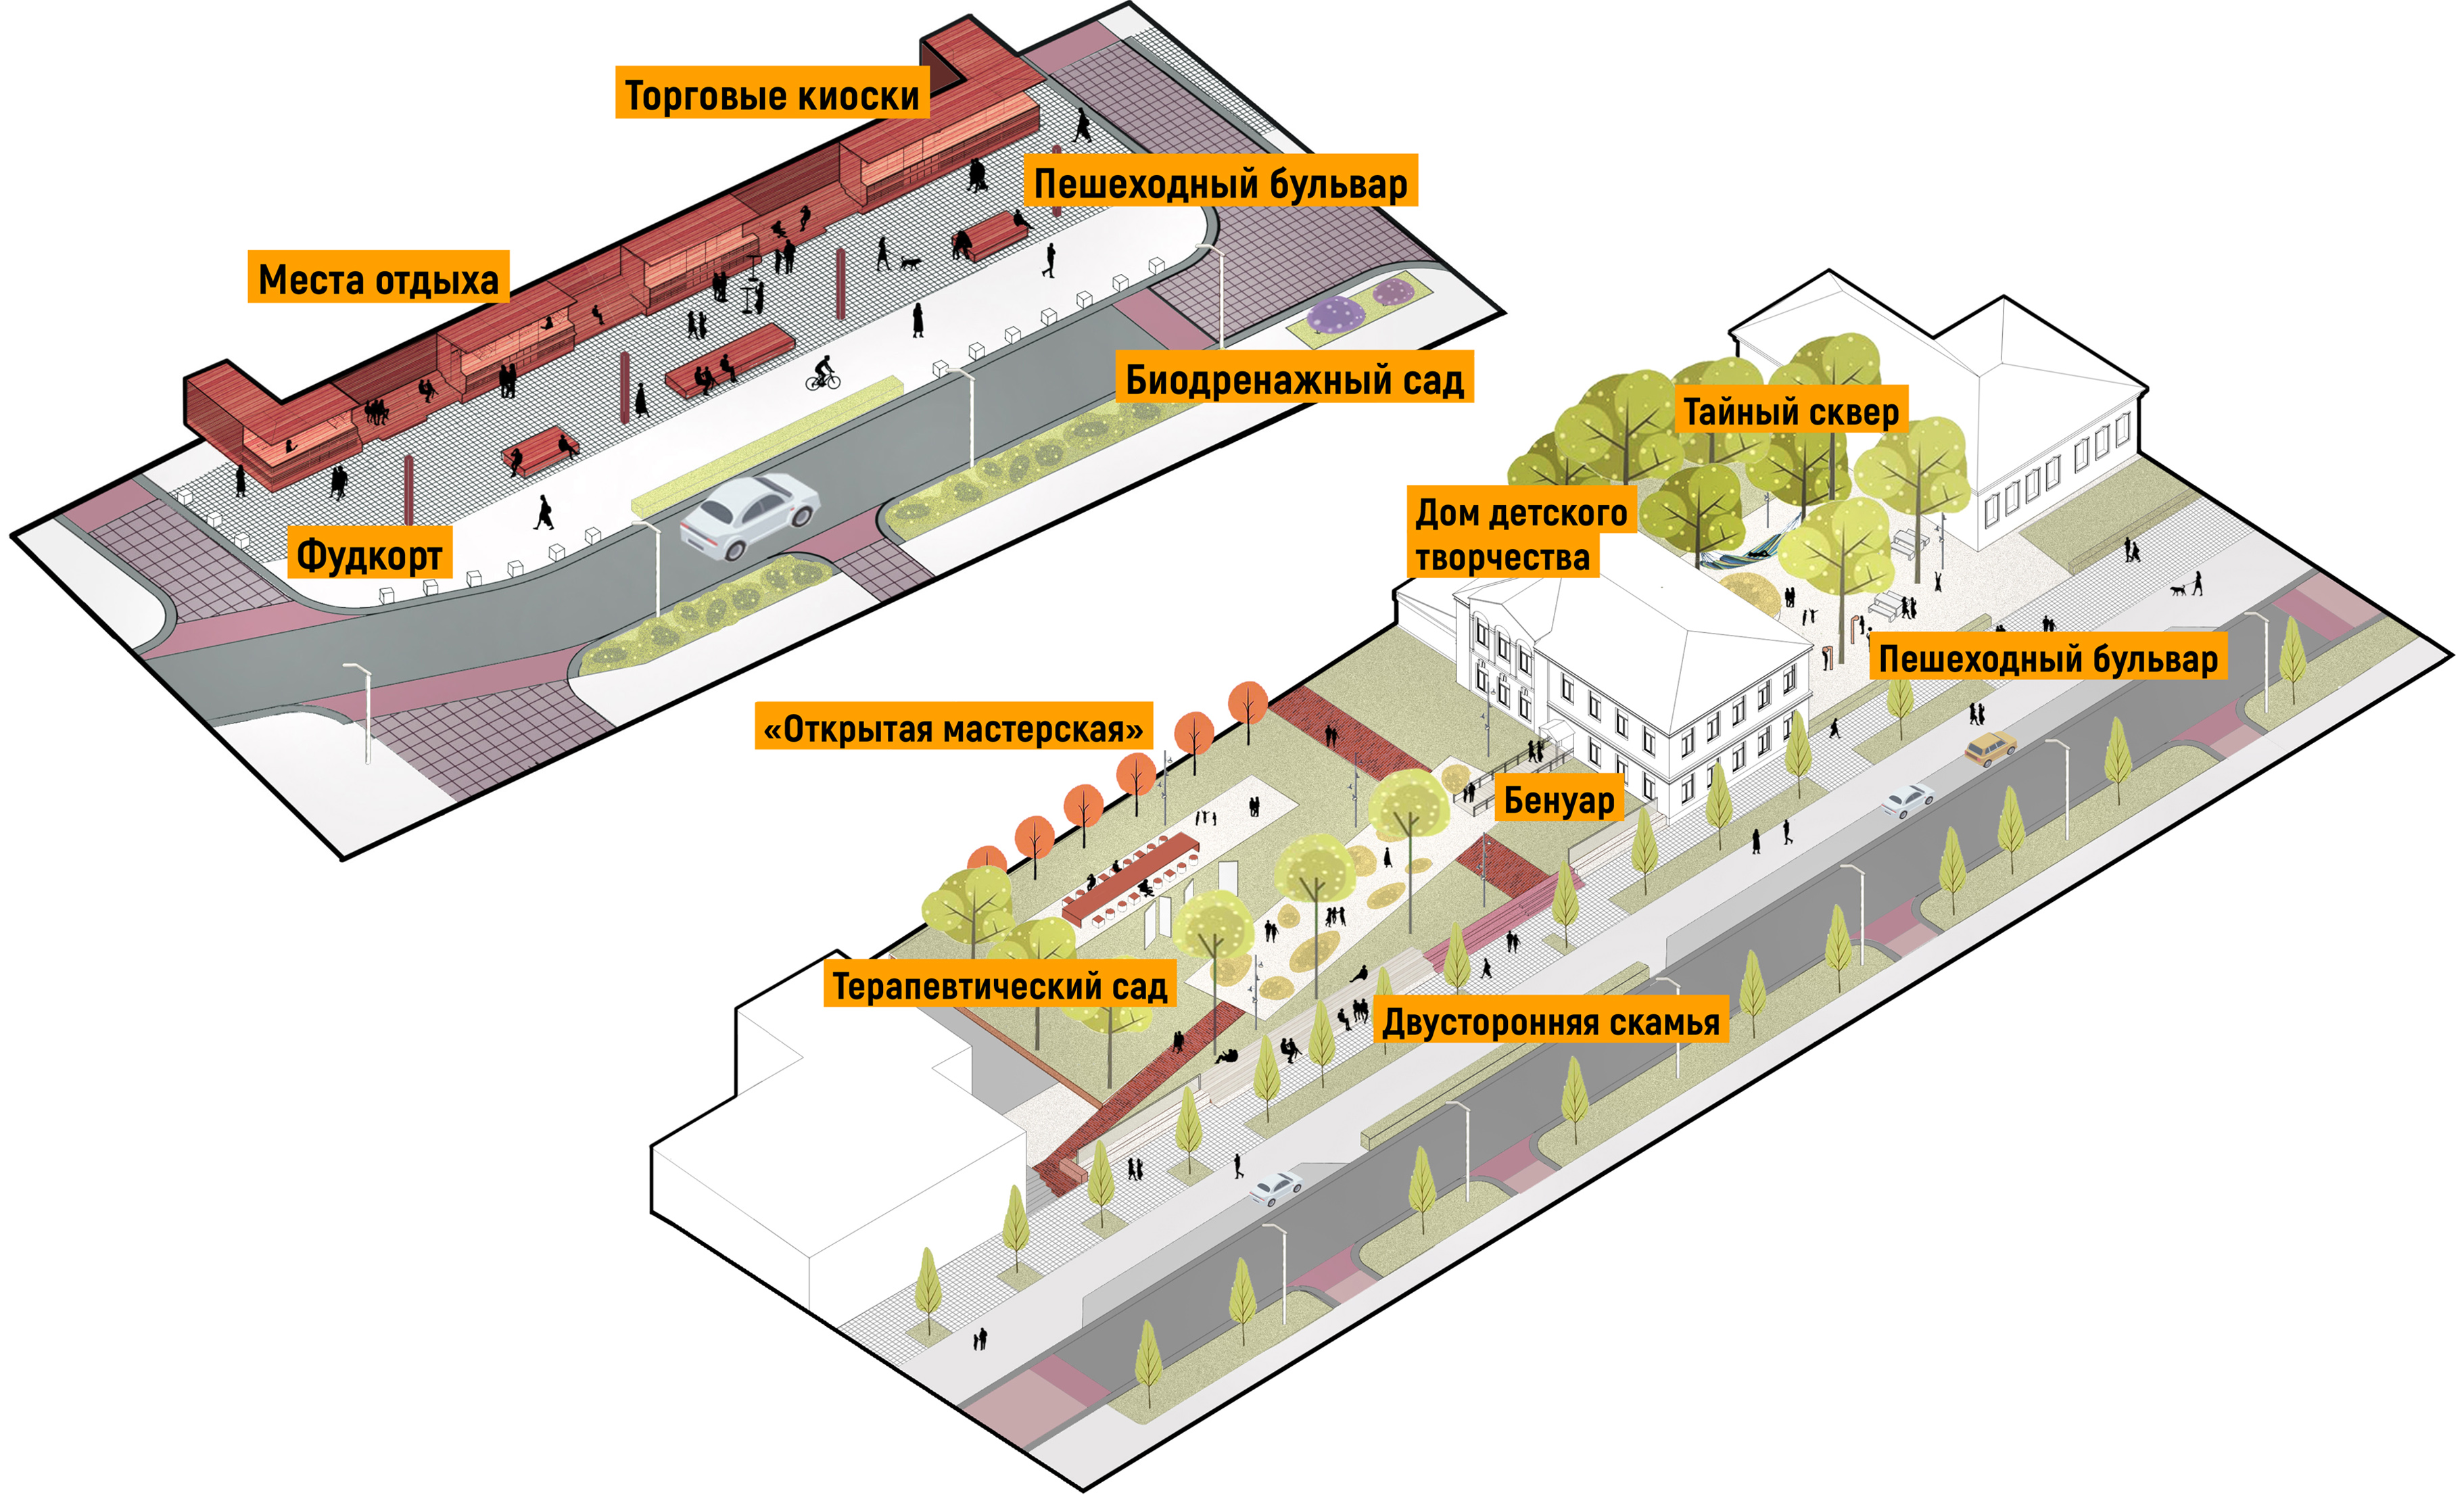 Торговые киоски
Пешеходный бульвар
Места отдыха
Биодренажный сад
Фудкорт
Тайный сквер
Дом детского
творчества
Пешеходный бульвар
«Открытая мастерская»
Бенуар
Терапевтический сад
Двусторонняя скамья